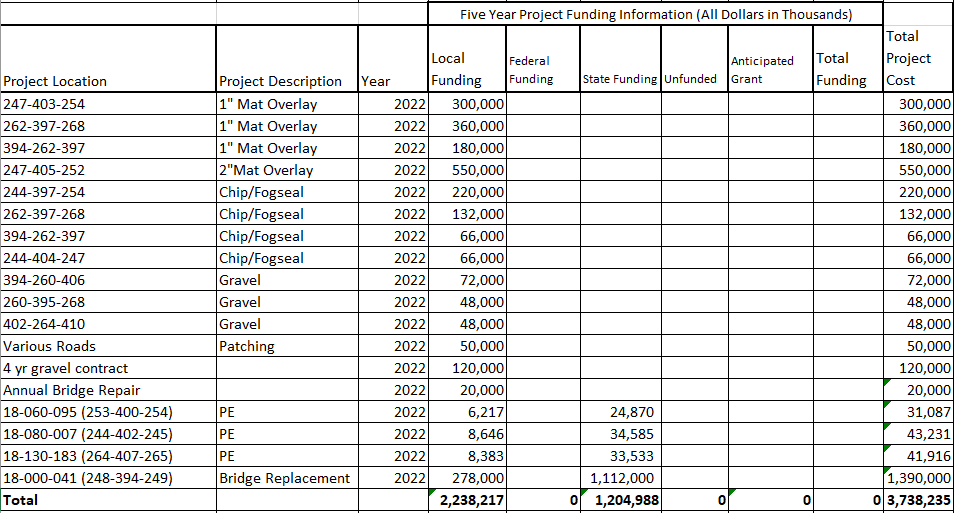 Five Year Project Funding Information (All Dollars in Thousands)
Project Location Project Description Year Local Funding Federal Funding State Funding Unfunded Anticipated Grant Total Funding Total Project Cost
247-403-254 1" Mat Overlay 2022 300,000 300,000
262-397-268 1" Mat Overlay 2022 360,000 360,000
394-262-397 1" Mat Overlay 2022 180,000 180,000
247-405-252 2"Mat Overlay 2022 550,000 550,000
244-397-254 Chip/Fogseal 2022 220,000 220,000
262-397-268 Chip/Fogseal 2022 132,000 132,000
394-262-397 Chip/Fogseal 2022 66,000 66,000
244-404-247 Chip/Fogseal 2022 66,000 66,000
394-260-406 Gravel 2022 72,000 72,000
260-395-268 Gravel 2022 48,000 48,000
402-264-410 Gravel 2022 48,000 48,000
Various Roads Patching 2022 50,000 50,000
4 yr gravel contract 2022 120,000 120,000
Annual Bridge Repair 2022 20,000 20,000
18-060-095 (253-400-254) PE 2022 6,217 24,870 31,087
18-080-007 (244-402-245) PE 2022 8,646 34,585 43,231
18-130-183 (264-407-265) PE 2022 8,383 33,533 41,916
18-000-041 (248-394-249) Bridge Replacement 2022 278,000 1,112,000 1,390,000
Total 2,238,217 0 1,204,988 0 0 0 3,738,235